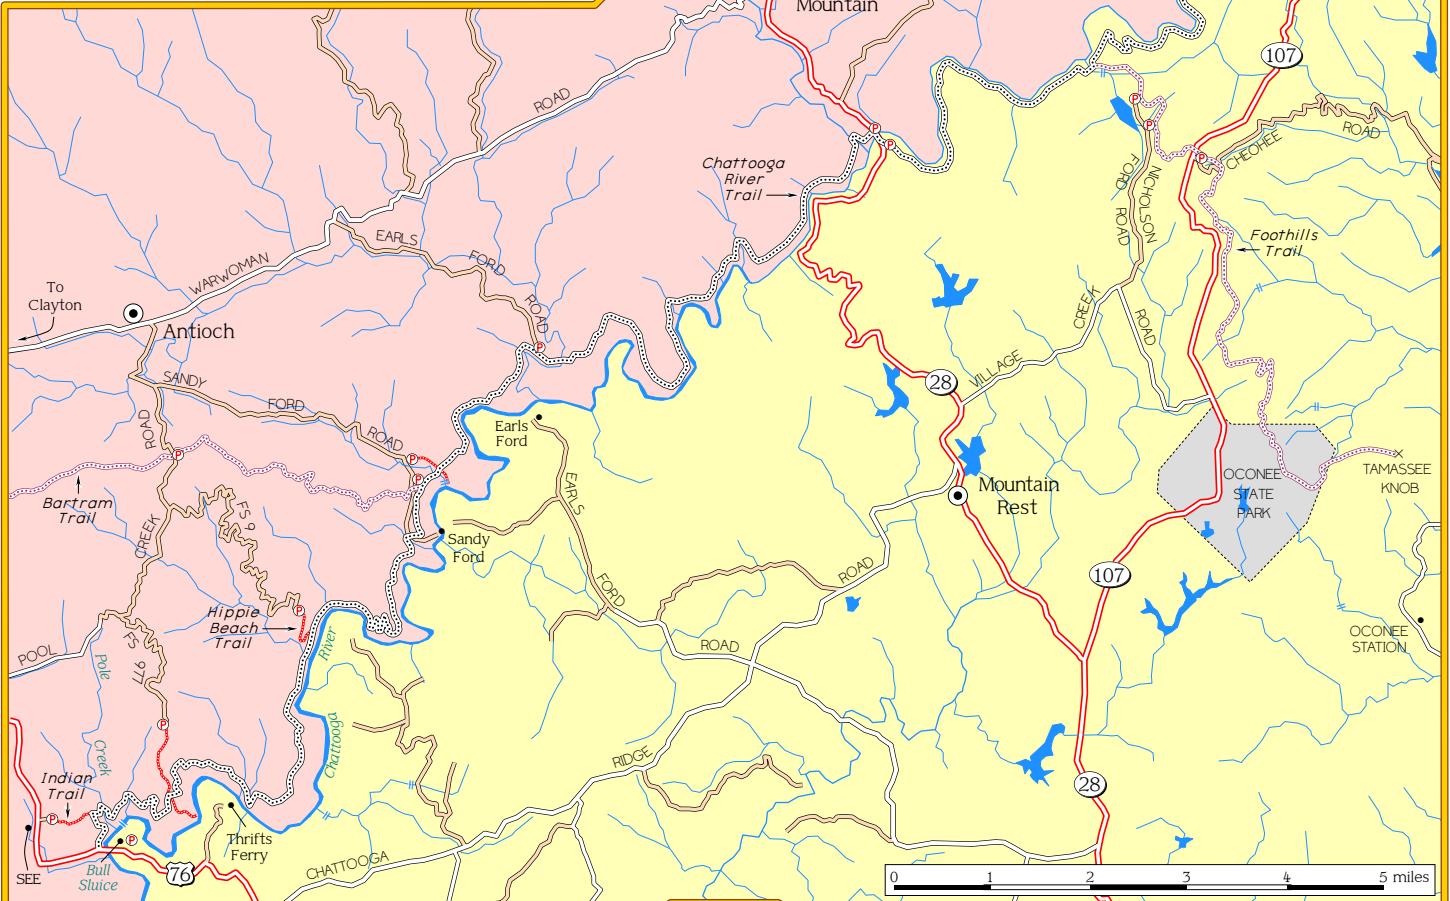 Mountain
107
ROAD
P
ROAD
CHEOHEE
P
P
P
P
P
Chattooga
River
Trail
FORD
ROAD
NICHOLSON
EARLS
FORD
ROAD
Foothills
Trail
WARWOMAN
To
Clayton
Antioch
P
CREEK
ROAD
VILLAGE
28
SANDY
FORD
ROAD
ROAD
Earls
Ford
P
P
P
Bartram
Trail
EARLS
FORD
OCONEE
STATE
PARK
TAMASSEE
KNOB
Mountain
Rest
FS 9
CREEK
Sandy
Ford
ROAD
107
Hippie
Beach
Trail
P
FS 977
POOL
Pole
Creek
River
Chattooga
ROAD
OCONEE
STATION
P
RIDGE
Indian
Trail
P
P
Thrifts
Ferry
28
SEE
Bull
Sluice
76
CHATTOOGA
0 1 2 3 4 5 miles